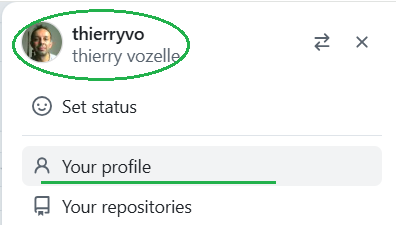 thierryvo
thierry vozelle
Set status
Your profile
Your repositories